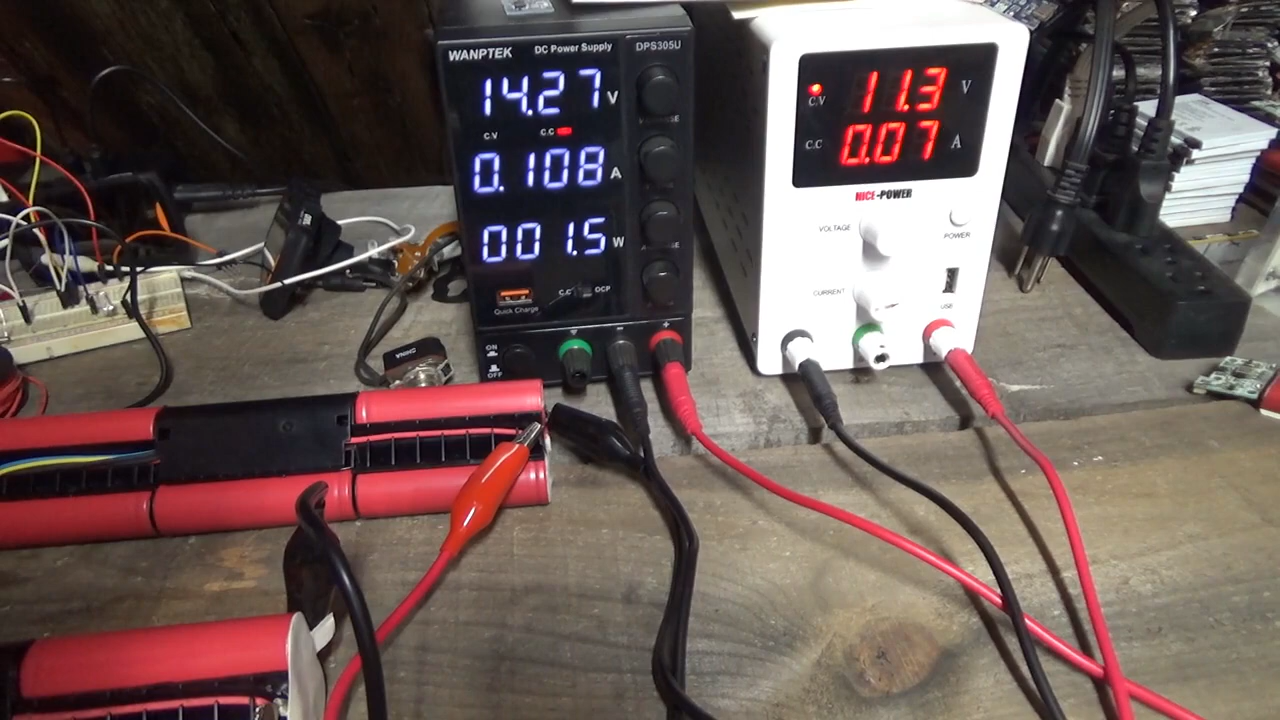 WANPTEK
DC Power Supply
DPS305U
14.27 V
C.V
C.C
0.108 A
001.5 W
Quick Charge
C.C
OCP
ON
OFF
11.3 V
C.V
0.07 A
C.C
NICE-POWER
VOLTAGE
POWER
CURRENT
USB
CHINA